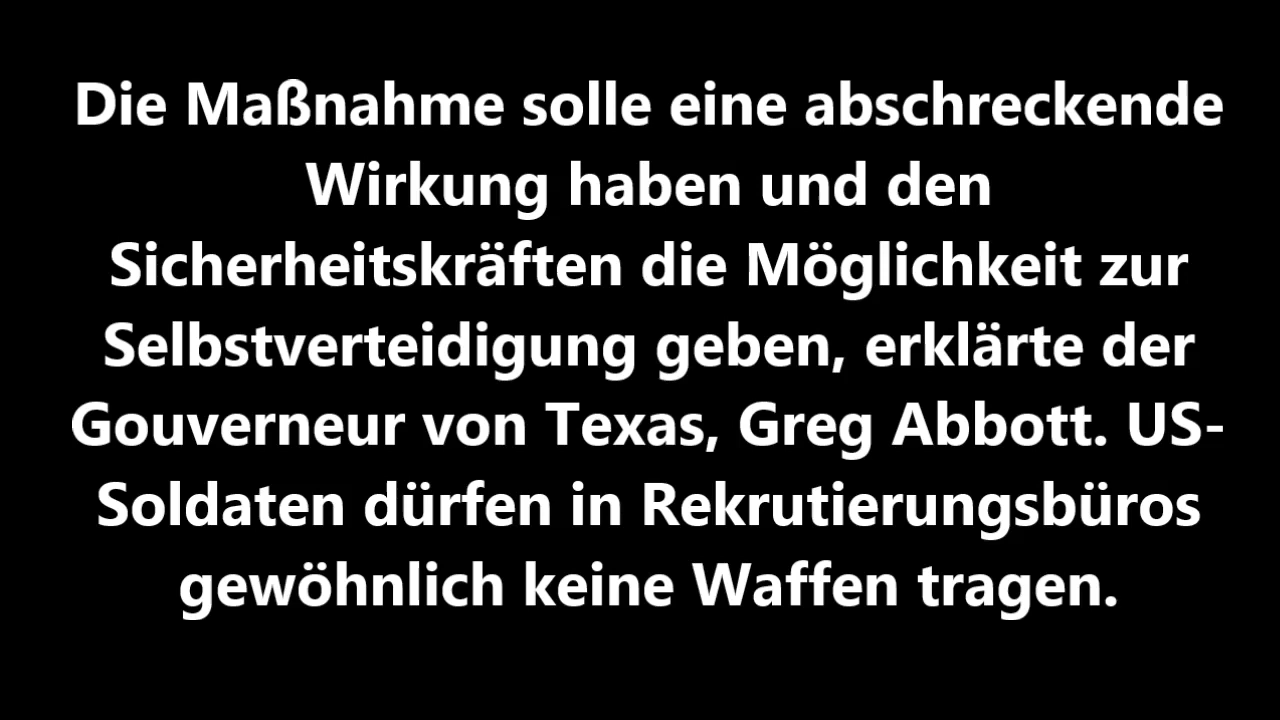 Die Maßnahme solle eine abschreckende
Wirkung haben und den
Sicherheitskräften die Möglichkeit zur
Selbstverteidigung geben, erklärte der
Gouverneur von Texas, Greg Abbott. US-
Soldaten dürfen in Rekrutierungsbüros
gewöhnlich keine Waffen tragen.